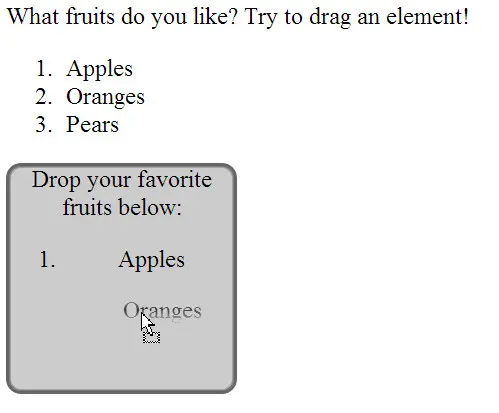 What fruits do you like? Try to drag an element!
1. Apples
2. Oranges
3. Pears
Drop your favorite
fruits below:
1. Apples
Oranges